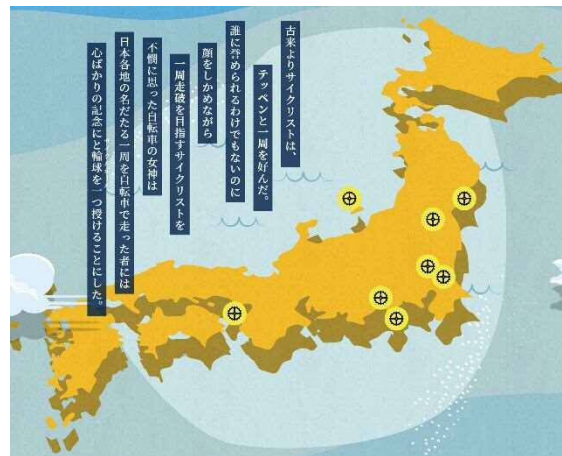 古来よりサイクリストは、
テッペンと一周を好んだ。
誰に誉められるわけでもないのに
顔をしかめながら
一周走破を目指すサイクリストを
不憫に思った自転車の女神は
日本各地の名だたる一周を自転車で走った者には
心ばかりの記念にと輪球を一つ授けることにした。